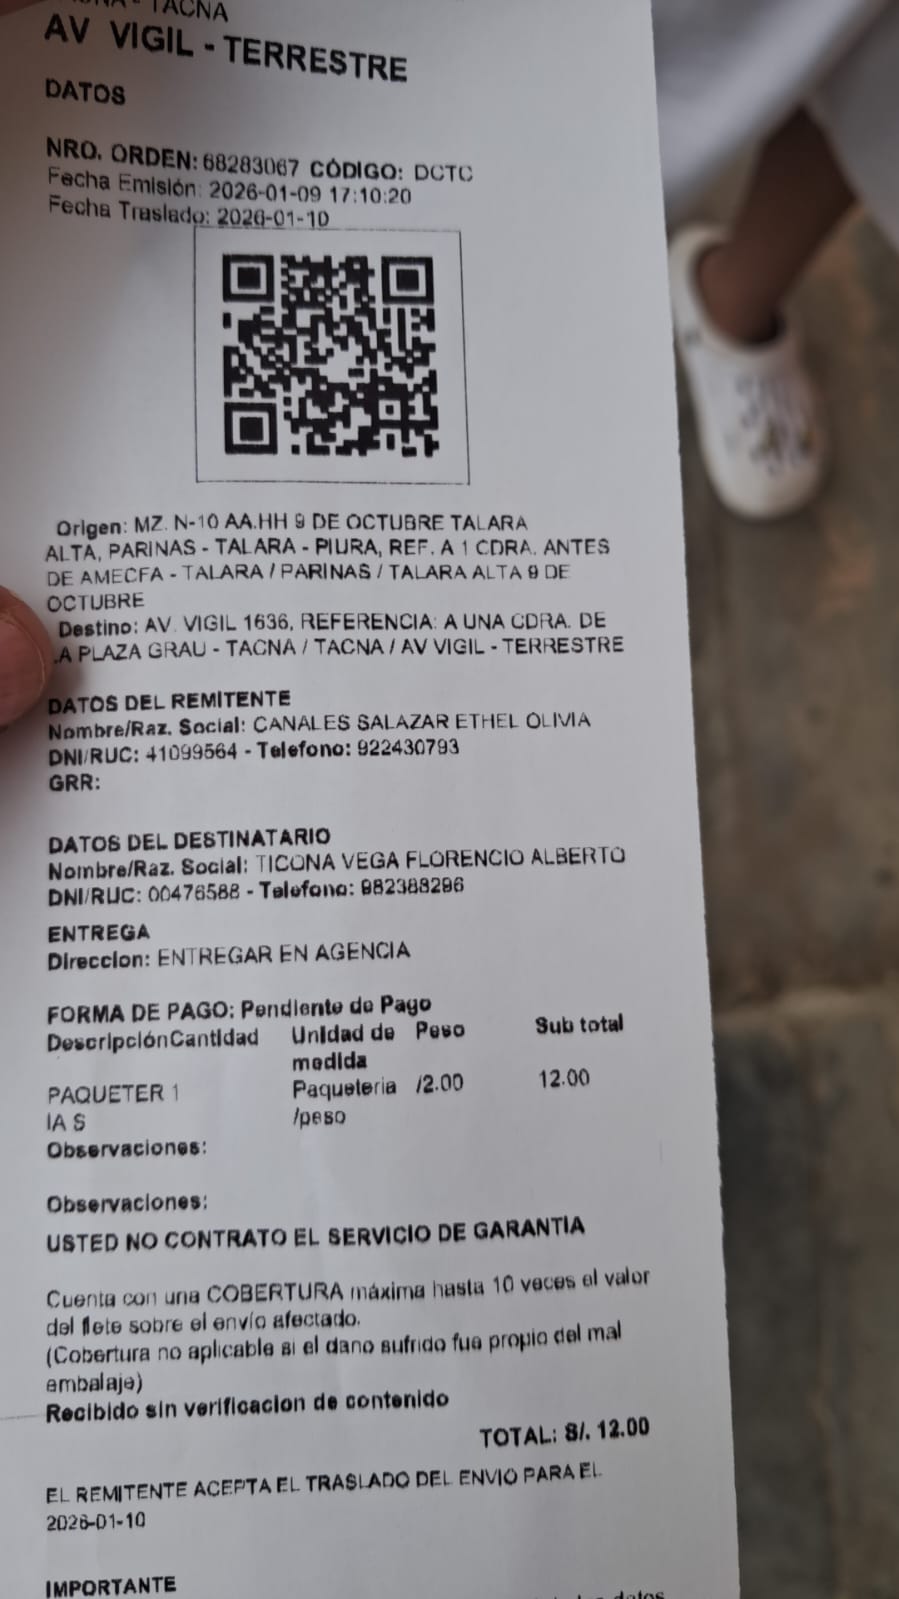 - TACNA
AV VIGIL - TERRESTRE
DATOS
NRO. ORDEN: 68283067 CÓDIGO: DCTC
Fecha Emisión: 2026-01-09 17:10:20
Fecha Traslado: 2026-01-10
Origen: MZ. N-10 AA.HH 9 DE OCTUBRE TALARA
ALTA, PARINAS - TALARA - PIURA, REF. A 1 CDRA. ANTES
DE AMECFA - TALARA / PARINAS / TALARA ALTA 9 DE
OCTUBRE
Destino: AV. VIGIL 1636, REFERENCIA: A UNA CDRA. DE
LA PLAZA GRAU - TACNA / TACNA / AV VIGIL - TERRESTRE
DATOS DEL REMITENTE
Nombre/Raz. Social: CANALES SALAZAR ETHEL OLIVIA
DNI/RUC: 41099564 - Telefono: 922430793
GRR:
DATOS DEL DESTINATARIO
Nombre/Raz. Social: TICONA VEGA FLORENCIO ALBERTO
DNI/RUC: 00476588 - Telefono: 982388296
ENTREGA
Direccion: ENTREGAR EN AGENCIA
FORMA DE PAGO: Pendiente de Pago
DescripciónCantidad Unidad de Peso Sub total
medida
PAQUETER 1 Paqueteria /2.00 12.00
IA S /peso
Observaciones:
Observaciones:
USTED NO CONTRATO EL SERVICIO DE GARANTIA
Cuenta con una COBERTURA máxima hasta 10 veces el valor
del flete sobre el envío afectado.
(Cobertura no aplicable si el dano sufrido fue propio del mal
embalaje)
Recibido sin verificacion de contenido
TOTAL: S/. 12.00
EL REMITENTE ACEPTA EL TRASLADO DEL ENVIO PARA EL
2026-01-10
IMPORTANTE
datos